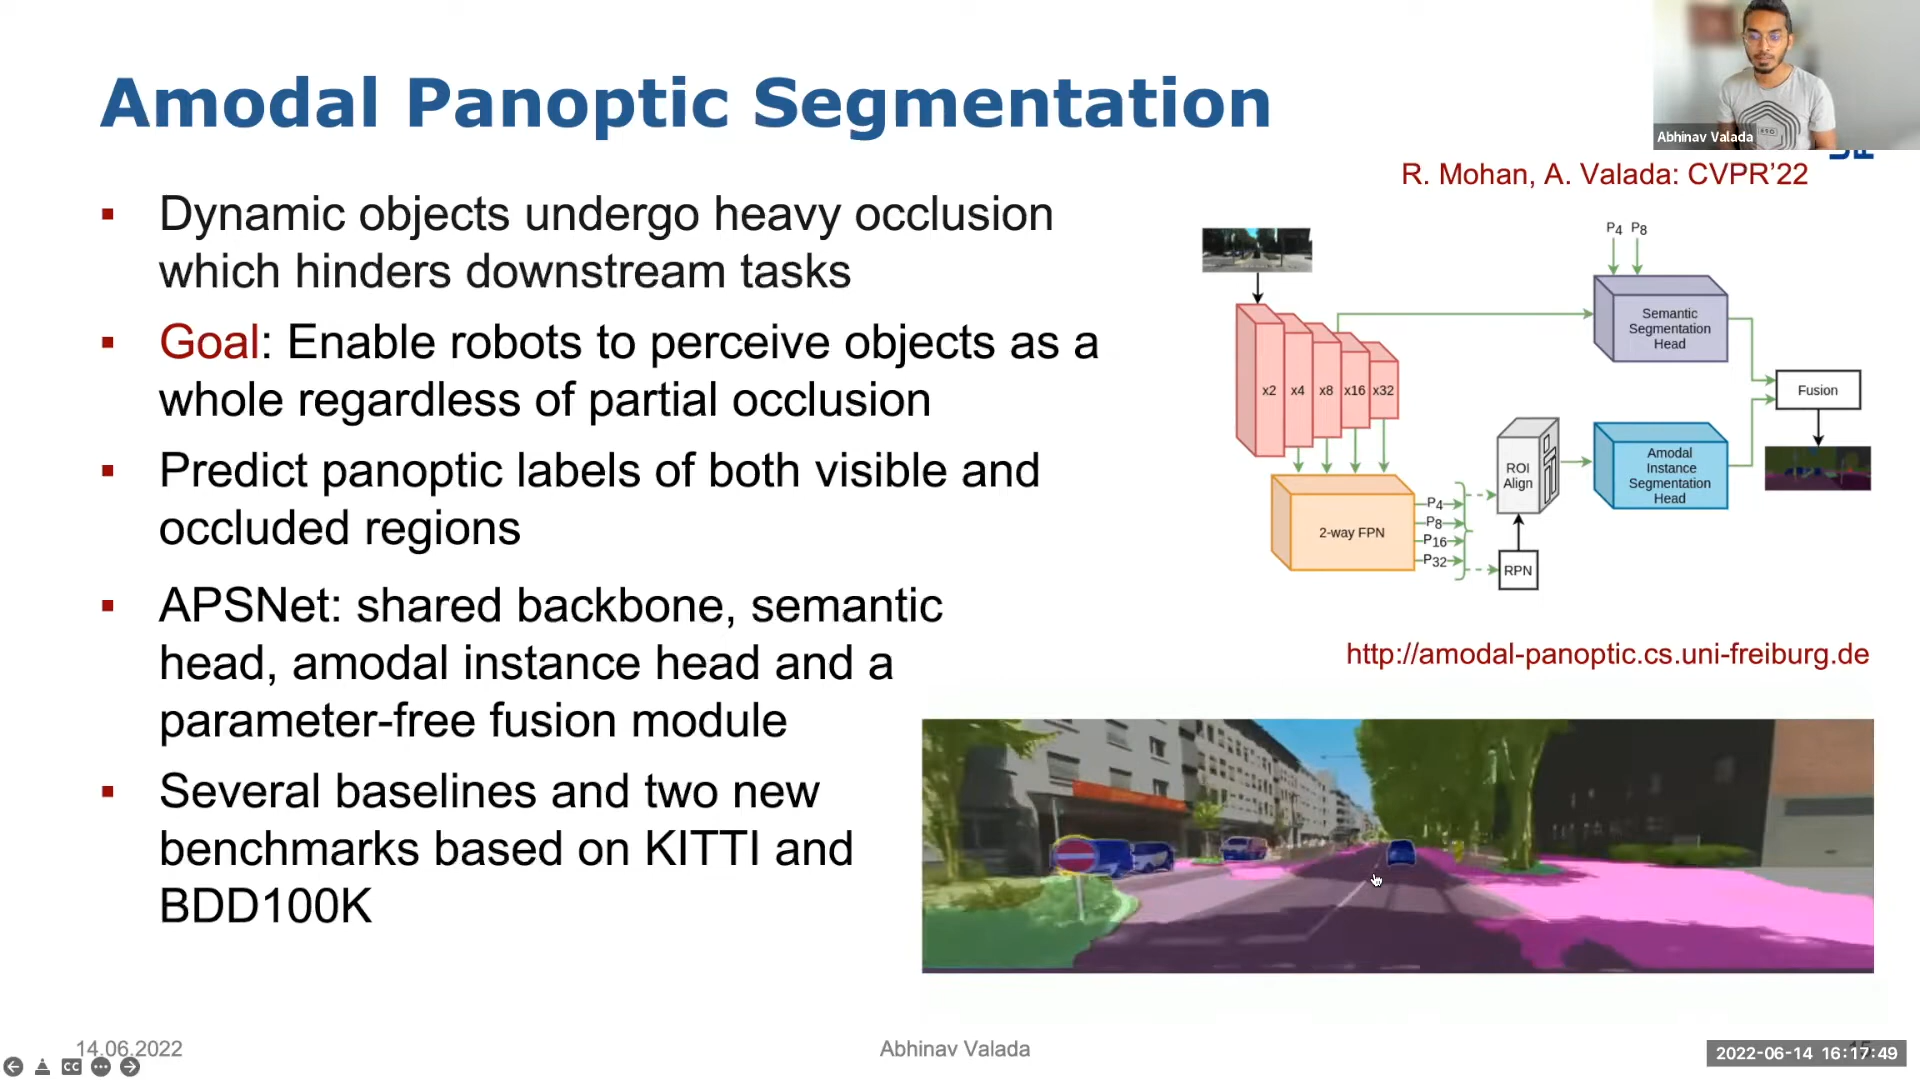 Amodal Panoptic Segmentation
Abhinav Valada
R. Mohan, A. Valada: CVPR’22
▪ Dynamic objects undergo heavy occlusion
which hinders downstream tasks
▪ Goal: Enable robots to perceive objects as a
whole regardless of partial occlusion
▪ Predict panoptic labels of both visible and
occluded regions
▪ APSNet: shared backbone, semantic
head, amodal instance head and a
parameter-free fusion module
▪ Several baselines and two new
benchmarks based on KITTI and
BDD100K
P4 P8
Semantic
Segmentation
Head
x2 x4 x8 x16 x32
Fusion
ROI
Align
Amodal
Instance
Segmentation
Head
2-way FPN
P4
P8
P16
P32
RPN
http://amodal-panoptic.cs.uni-freiburg.de
14.06.2022
Abhinav Valada
CC
2022-06-14 16:17:49